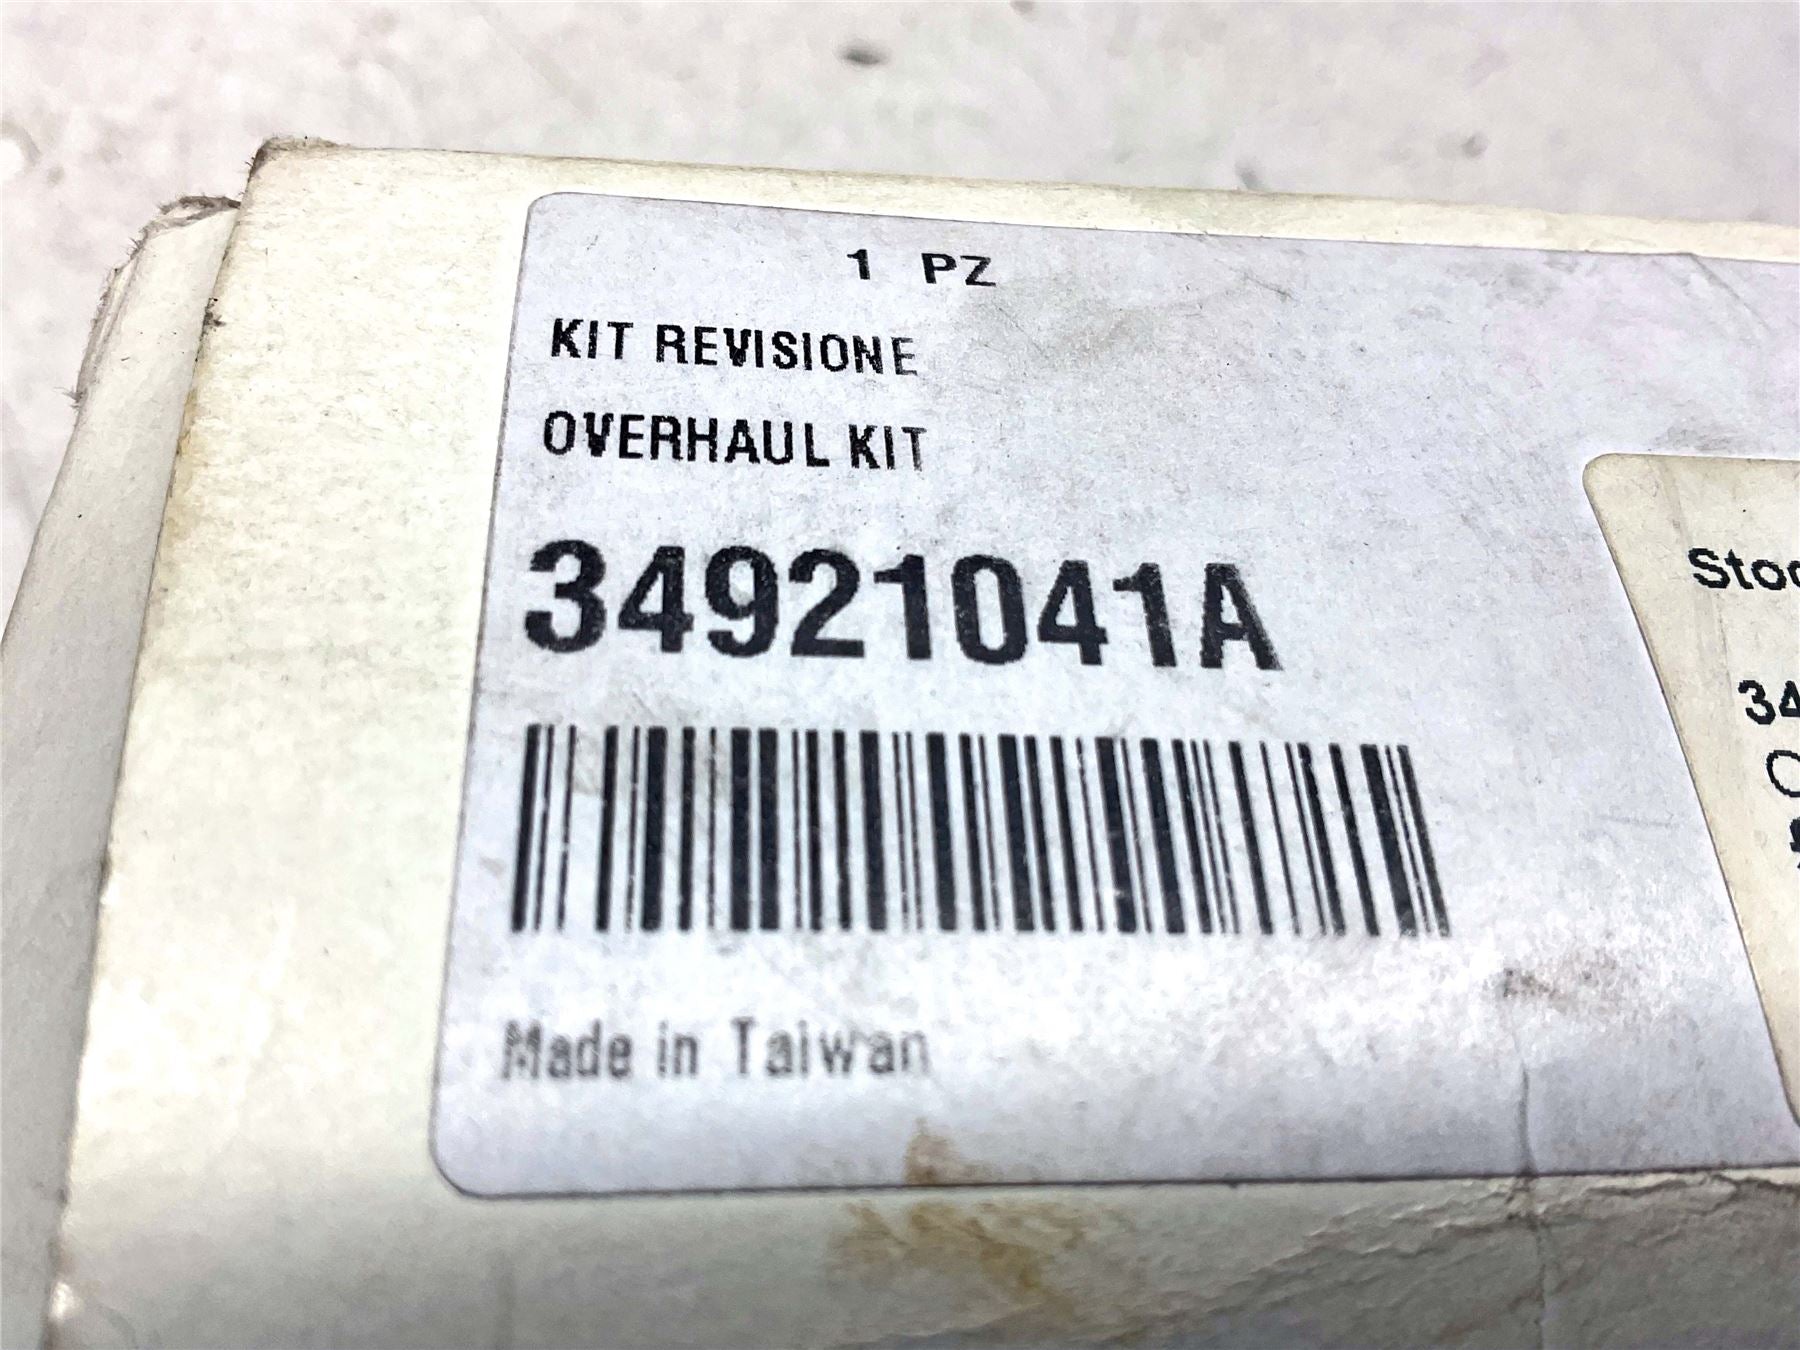 1 PZ
KIT REVISIONE
OVERHAUL KIT
34921041A
Made in Taiwan